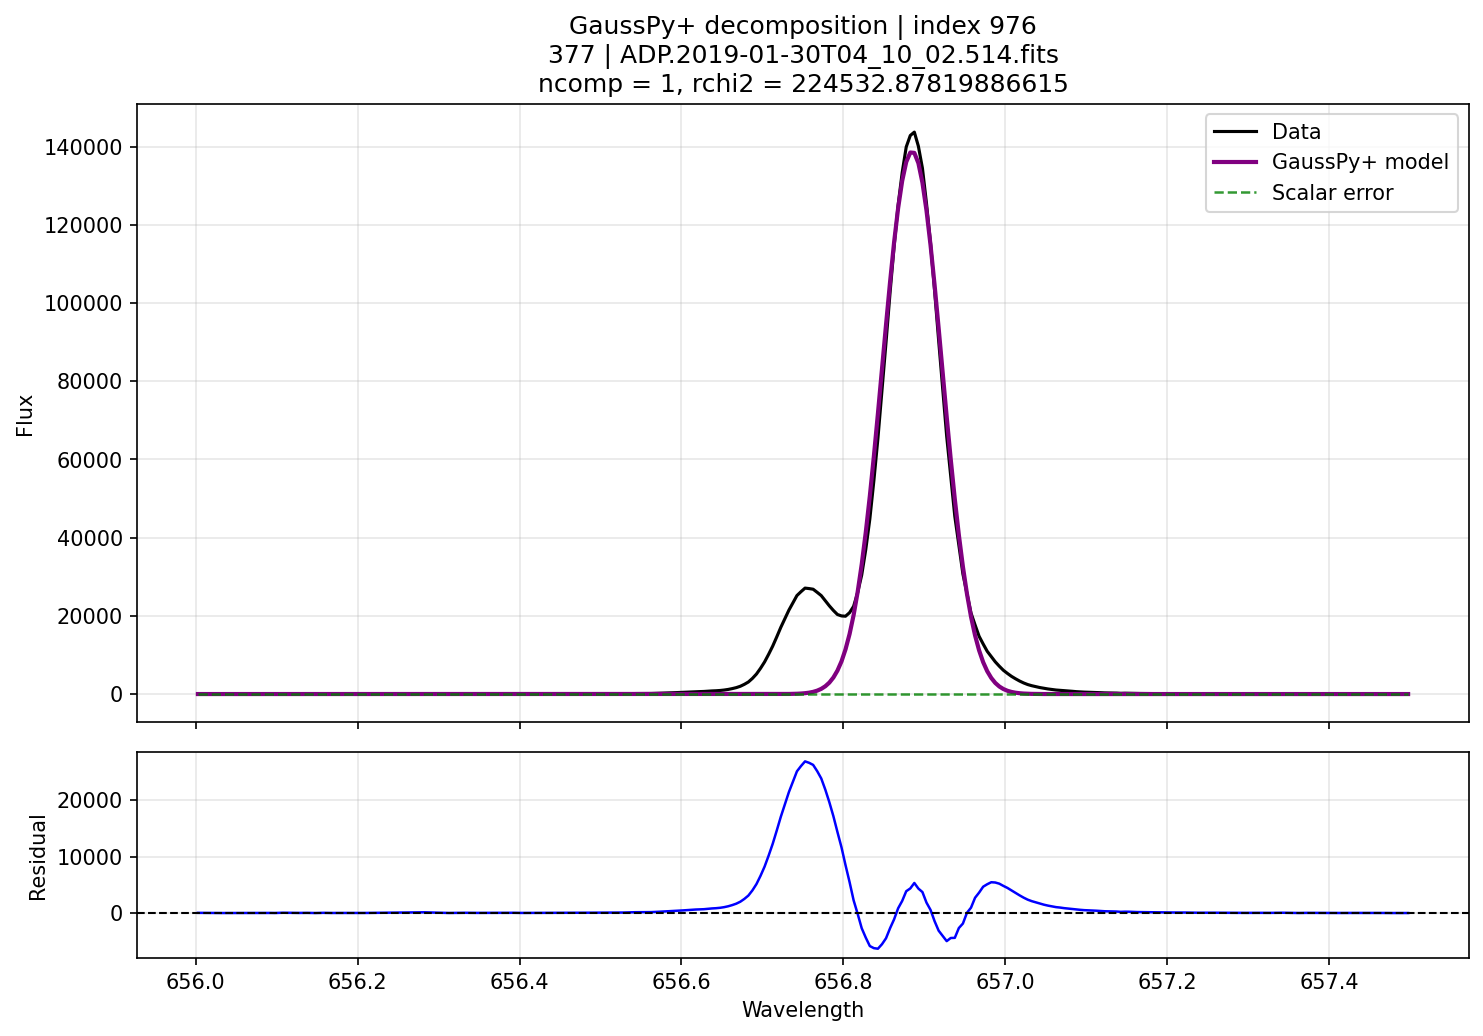 GaussPy+ decomposition | index 976
377 | ADP.2019-01-30T04_10_02.514.fits
ncomp = 1, rchi2 = 224532.87819886615
Data
GaussPy+ model
Scalar error
140000
120000
100000
80000
60000
40000
20000
0
Flux
20000
10000
0
Residual
656.0
656.2
656.4
656.6
656.8
657.0
657.2
657.4
Wavelength